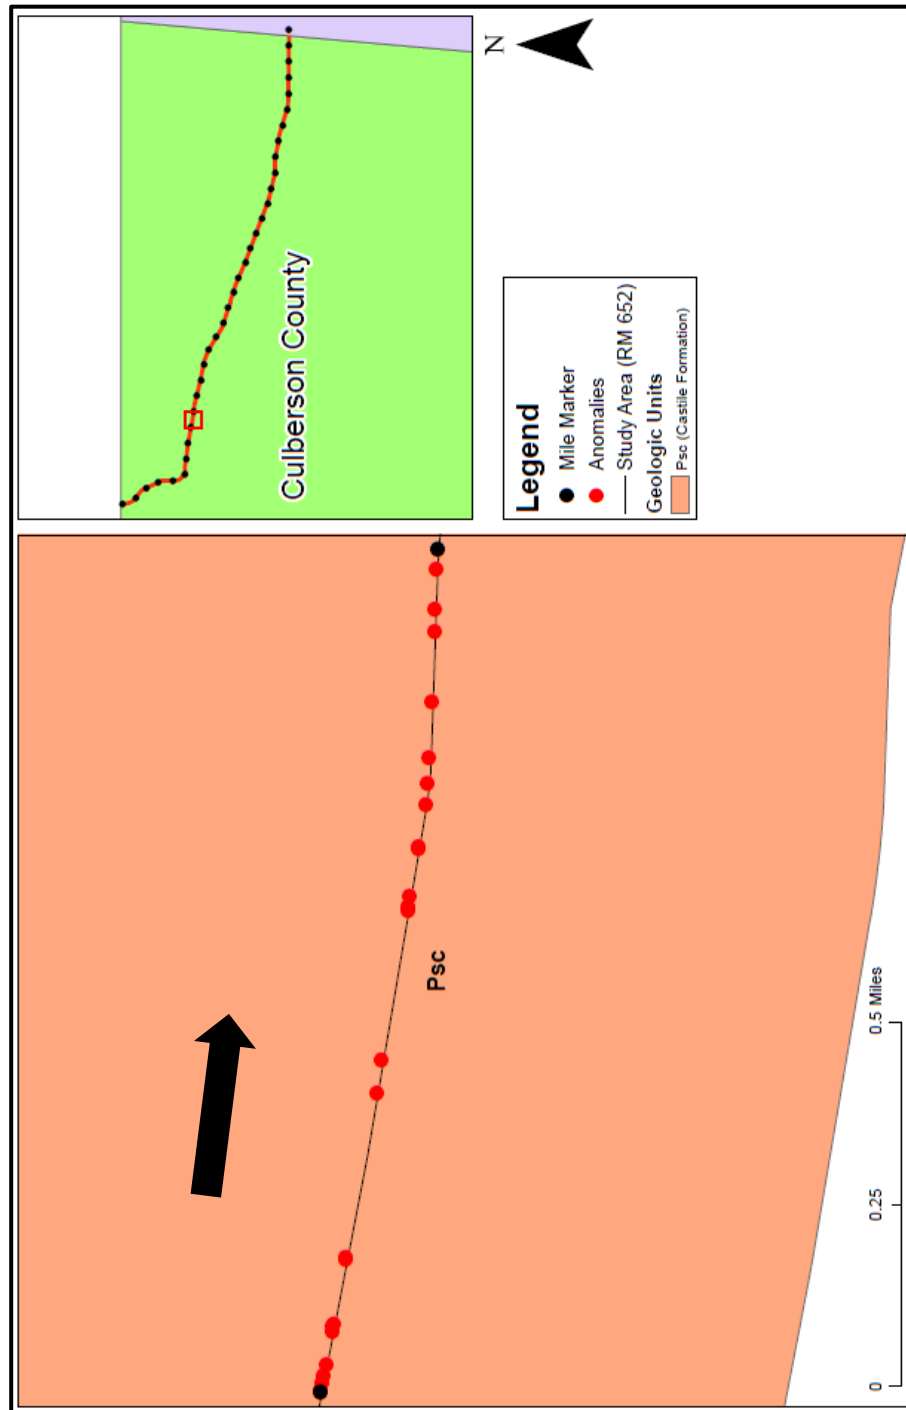 N
Culberson County
Legend
Mile Marker
Anomalies
Study Area (RM 652)
Geologic Units
Psc (Castile Formation)
Psc
0 0.25 0.5 Miles